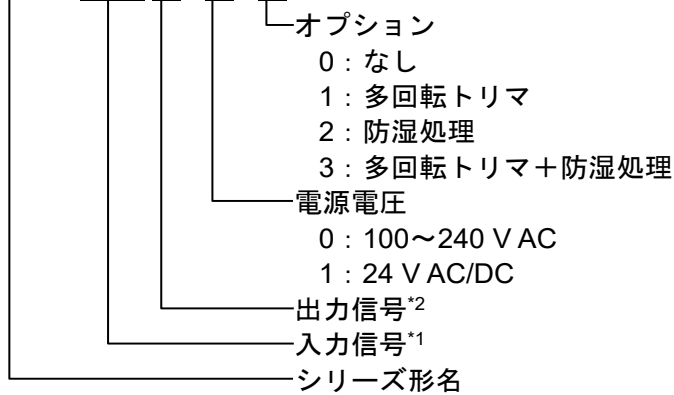 オプション
0：なし
1：多回転トリマ
2：防湿処理
3：多回転トリマ＋防湿処理
電源電圧
0：100～240 V AC
1：24 V AC/DC
出力信号*2
入力信号*1
シリーズ形名